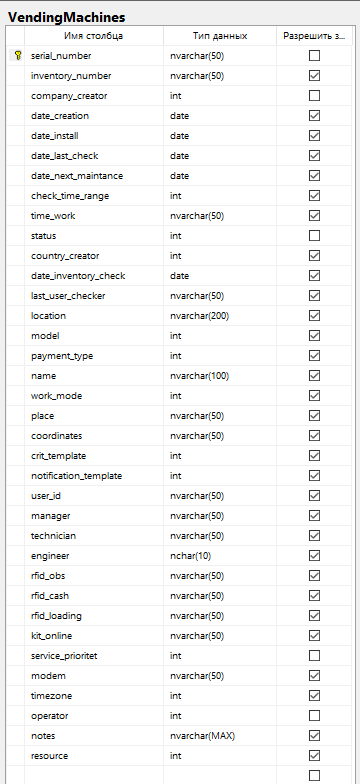 VendingMachines
Имя столбца Тип данных Разрешить з...
serial_number nvarchar(50)
inventory_number nvarchar(50)
company_creator int
date_creation date
date_install date
date_last_check date
date_next_maintance date
check_time_range int
time_work nvarchar(50)
status int
country_creator int
date_inventory_check date
last_user_checker nvarchar(50)
location nvarchar(200)
model int
payment_type int
name nvarchar(100)
work_mode int
place nvarchar(50)
coordinates nvarchar(50)
crit_template int
notification_template int
user_id nvarchar(50)
manager nvarchar(50)
technician nvarchar(50)
engineer nchar(10)
rfid_obs nvarchar(50)
rfid_cash nvarchar(50)
rfid_loading nvarchar(50)
kit_online nvarchar(50)
service_prioritet int
modem nvarchar(50)
timezone int
operator int
notes nvarchar(MAX)
resource int